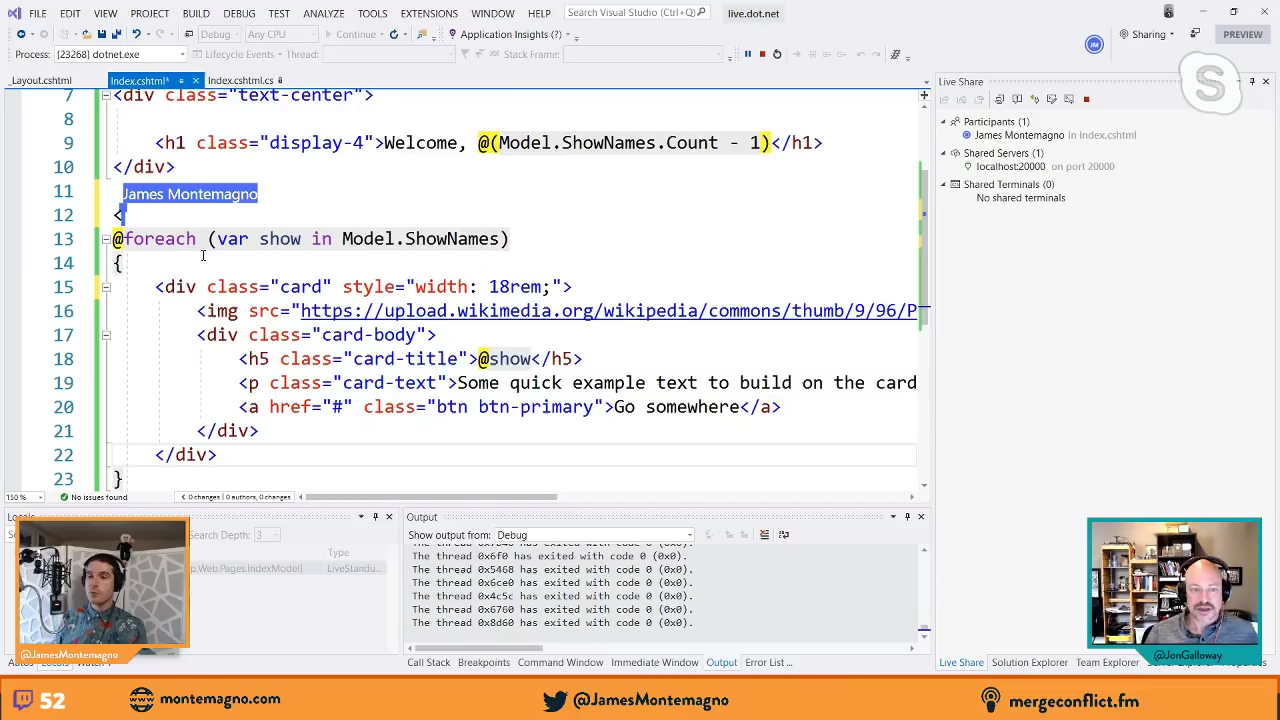 FILE EDIT VIEW PROJECT BUILD DEBUG TEST ANALYZE TOOLS EXTENSIONS WINDOW HELP Search Visual Studio (Ctrl+Q) live.dot.net
Debug Any CPU Continue Application Insights (?) Sharing PREVIEW
Process: [23268] dotnet.exe Lifecycle Events Thread: Stack Frame:
_Layout.cshtml Index.cshtml* Index.cshtml.cs
7 <div class="text-center">
8
9 <h1 class="display-4">Welcome, @(Model.ShowNames.Count - 1)</h1>
10 </div>
11 James Montemagno
12 <
13 @foreach (var show in Model.ShowNames)
14 {
15 <div class="card" style="width: 18rem;">
16 <img src="https://upload.wikimedia.org/wikipedia/commons/thumb/9/96/P
17 <div class="card-body">
18 <h5 class="card-title">@show</h5>
19 <p class="card-text">Some quick example text to build on the card
20 <a href="#" class="btn btn-primary">Go somewhere</a>
21 </div>
22 </div>
23 }
150 % No issues found 0 changes | 0 authors, 0 changes
Live Share
Participants (1)
James Montemagno in Index.cshtml
Shared Servers (1)
localhost:20000 on port 20000
Shared Terminals (0)
No shared terminals
Search Depth: 3
Type
p.Web.Pages.IndexModel} LiveStandu...
Output
Show output from: Debug
The thread 0x6f0 has exited with code 0 (0x0).
The thread 0x5468 has exited with code 0 (0x0).
The thread 0x6ce0 has exited with code 0 (0x0).
The thread 0x4c5c has exited with code 0 (0x0).
The thread 0x6760 has exited with code 0 (0x0).
The thread 0x8d60 has exited with code 0 (0x0).
Call Stack Breakpoints Command Window Immediate Window Output Error List ...
Live Share Solution Explorer Team Explorer
@JamesMontemagno
@JonGalloway
52 montemagno.com @JamesMontemagno mergeconflict.fm